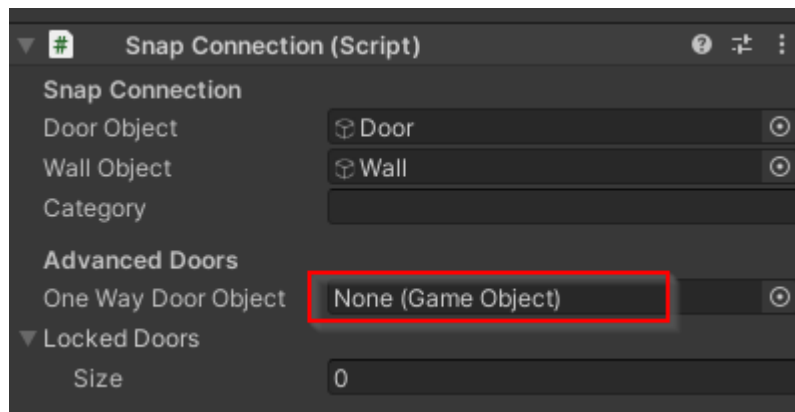 # Snap Connection (Script)
Snap Connection
Door Object Door
Wall Object Wall
Category
Advanced Doors
One Way Door Object None (Game Object)
Locked Doors
Size 0